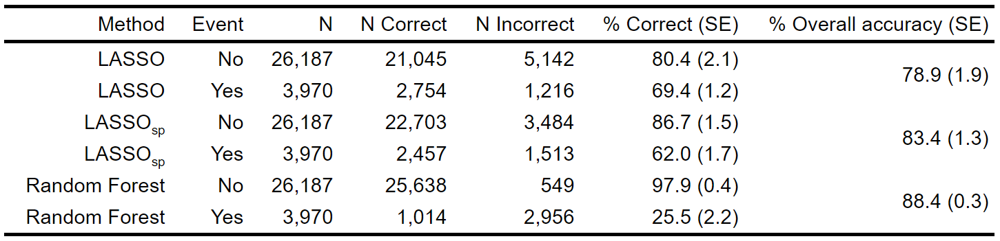 Method Event N N Correct N Incorrect % Correct (SE) % Overall accuracy (SE)
LASSO No 26,187 21,045 5,142 80.4 (2.1)
78.9 (1.9)
LASSO Yes 3,970 2,754 1,216 69.4 (1.2)
LASSOsp No 26,187 22,703 3,484 86.7 (1.5)
83.4 (1.3)
LASSOsp Yes 3,970 2,457 1,513 62.0 (1.7)
Random Forest No 26,187 25,638 549 97.9 (0.4)
88.4 (0.3)
Random Forest Yes 3,970 1,014 2,956 25.5 (2.2)